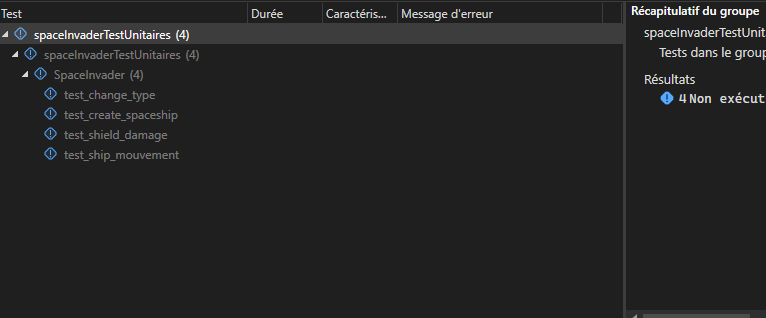 Test Durée Caractéris... Message d'erreur
spaceInvaderTestUnitaires (4)
spaceInvaderTestUnitaires (4)
SpaceInvader (4)
test_change_type
test_create_spaceship
test_shield_damage
test_ship_mouvement
Récapitulatif du groupe
spaceInvaderTestUnita
Tests dans le group
Résultats
4 Non exécut